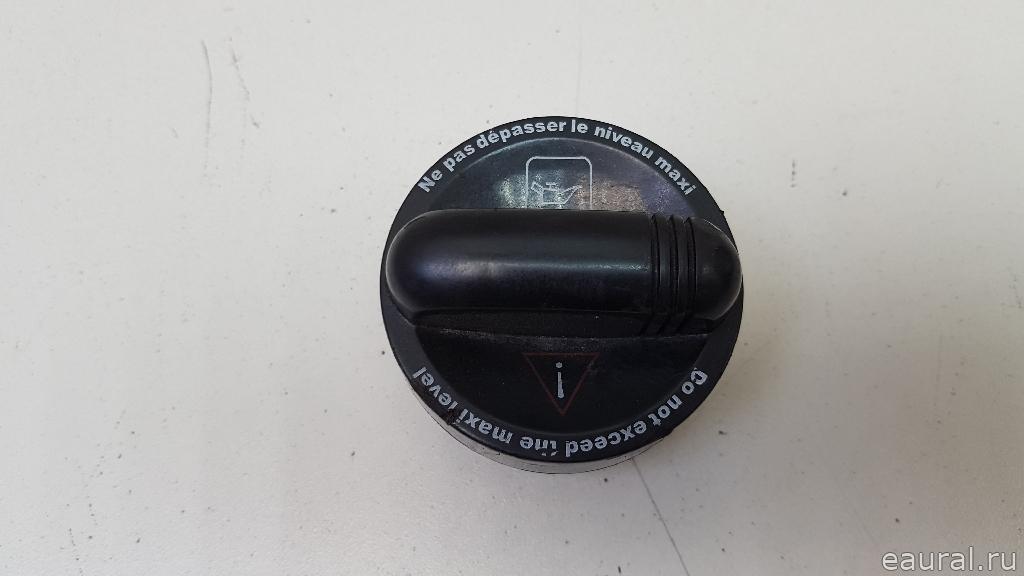 Ne pas dépasser le niveau maxi
Do not exceed the maxi level
eaural.ru